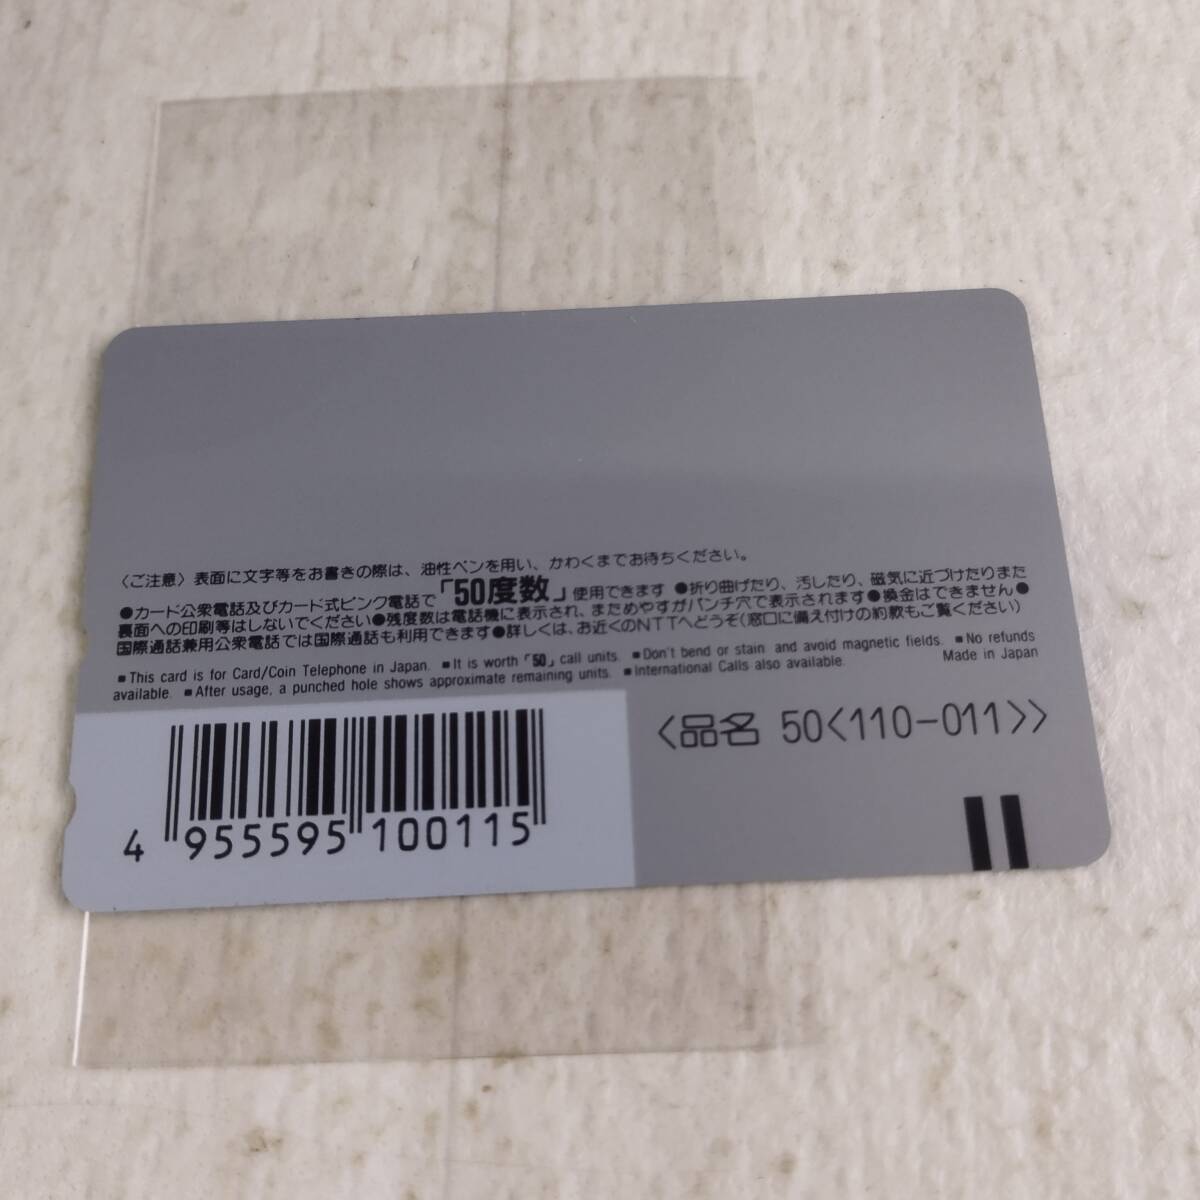 〈ご注意〉表面に文字等をお書きの際は、油性ペンを用い、かわくまでお待ちください。
●カード公衆電話及びカード式ピンク電話で「50度数」使用できます ●折り曲げたり、汚したり、磁気に近づけたりまた
裏面への印刷等はしないでください●残度数は電話機に表示され、まためやすがパンチ穴で表示されます●換金はできません●
国際通話兼用公衆電話では国際通話も利用できます●詳しくは、お近くのNTTへどうぞ(窓口に備え付けの約款もご覧ください)
■This card is for Card/Coin Telephone in Japan. ■It is worth「50」call units. ■Don't bend or stain and avoid magnetic fields. ■No refunds
available. ■After usage, a punched hole shows approximate remaining units. ■International Calls also available.
Made in Japan
〈品名 50〈110-011〉〉
4 955595 100115